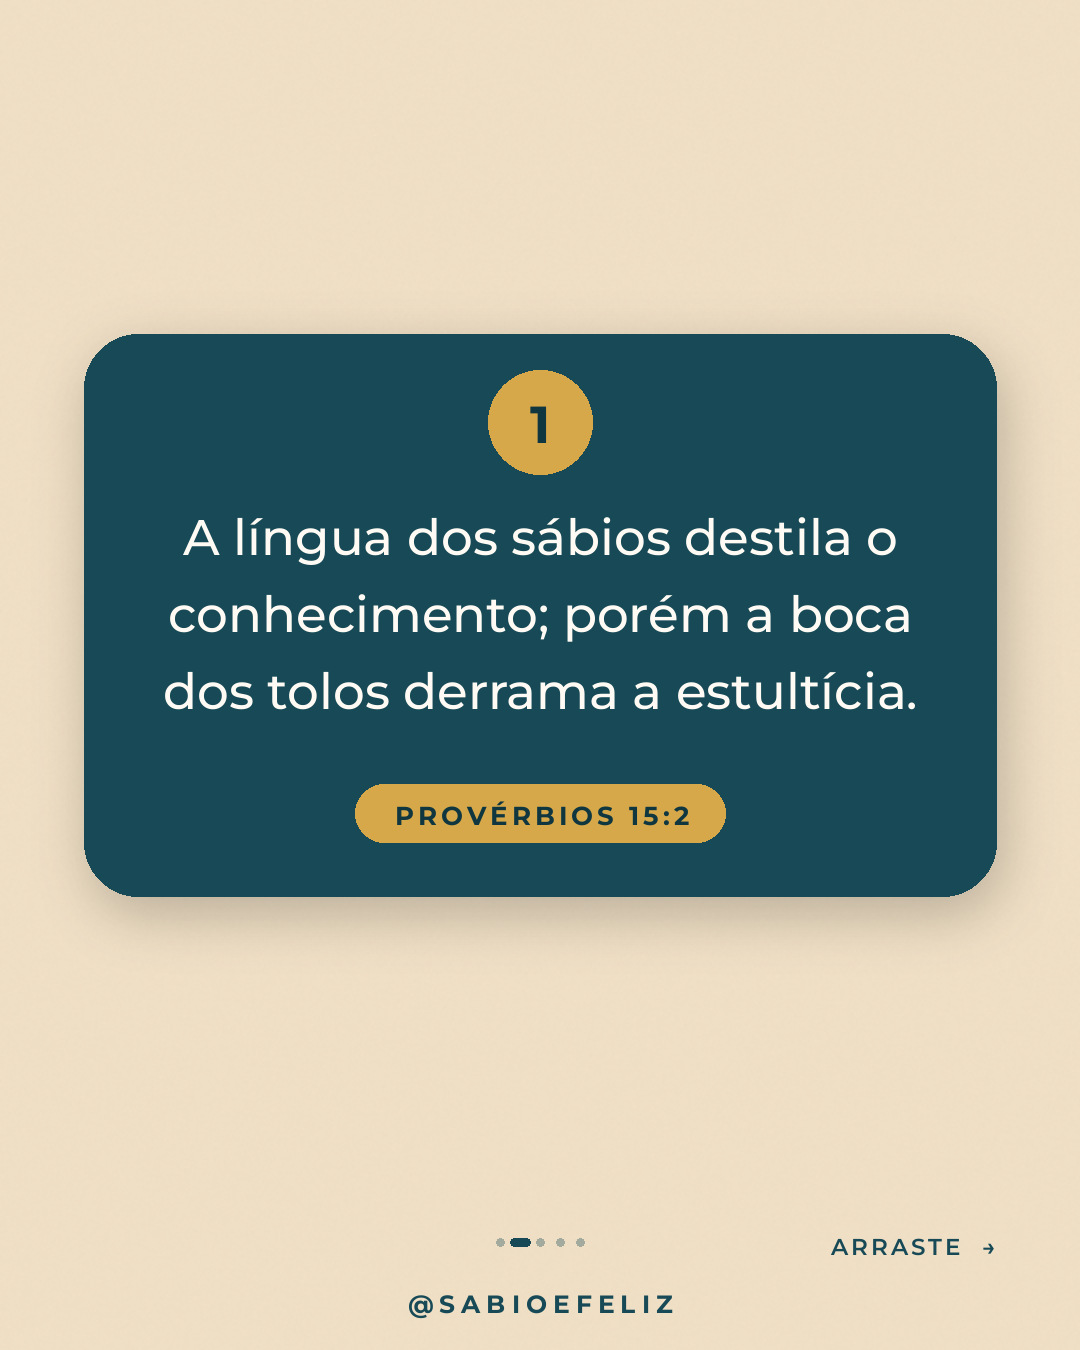 1
A língua dos sábios destila o
conhecimento; porém a boca
dos tolos derrama a estultícia.
PROVÉRBIOS 15:2
ARRASTE →
@SABIOEFELIZ